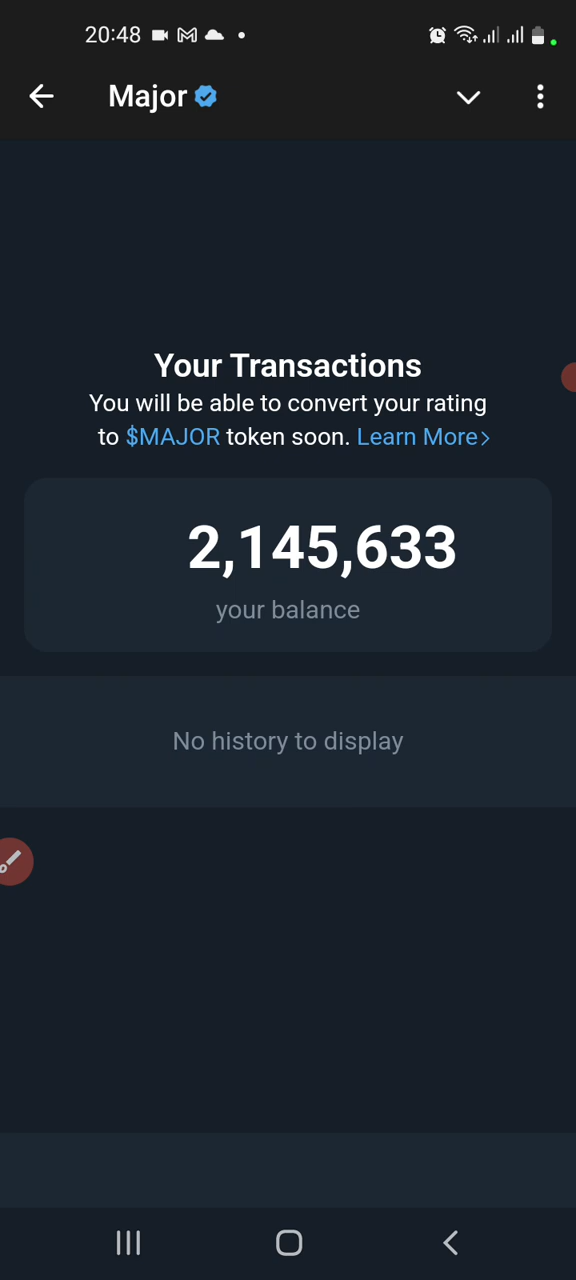 20:48
Major
Your Transactions
You will be able to convert your rating
to $MAJOR token soon. Learn More
2,145,633
your balance
No history to display